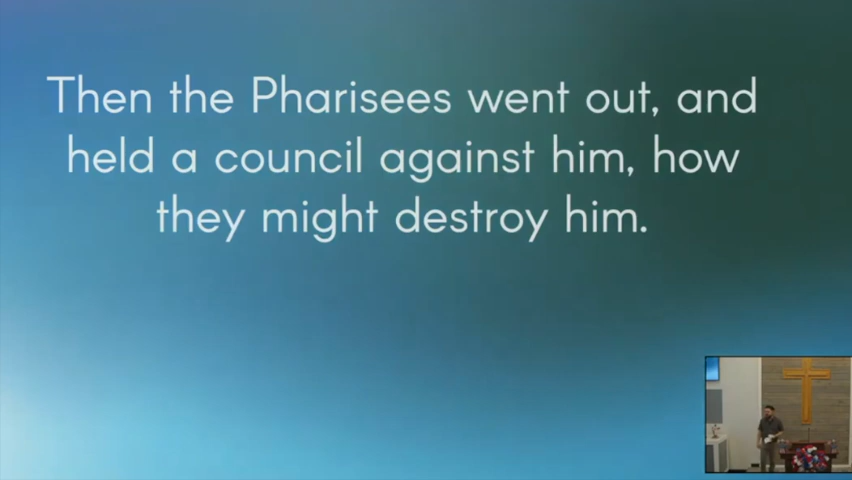 Then the Pharisees went out, and
held a council against him, how
they might destroy him.